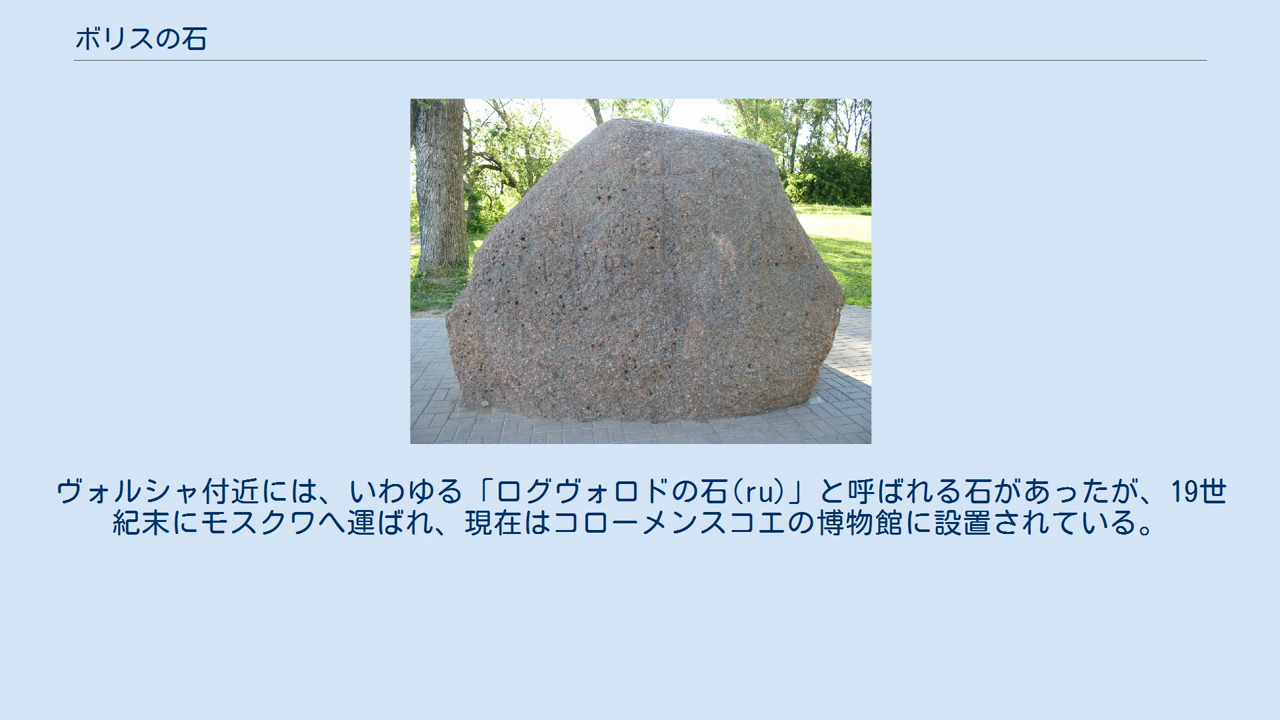 ボリスの石
ヴォルシャ付近には、いわゆる「ログヴォロドの石(ru)」と呼ばれる石があったが、19世
紀末にモスクワへ運ばれ、現在はコローメンスコエの博物館に設置されている。